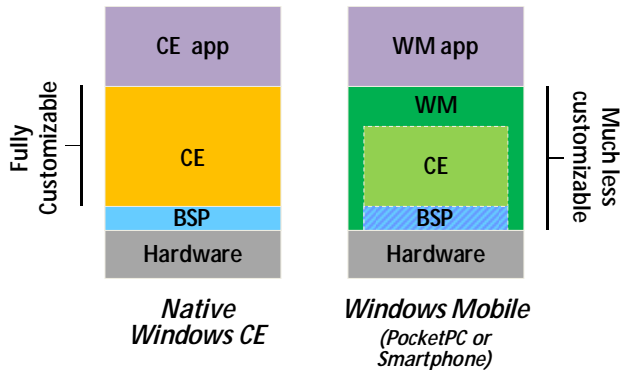 CE app
CE
BSP
Hardware
Fully
Customizable
Native
Windows CE
WM app
WM
CE
BSP
Hardware
Much less
customizable
Windows Mobile
(PocketPC or
Smartphone)